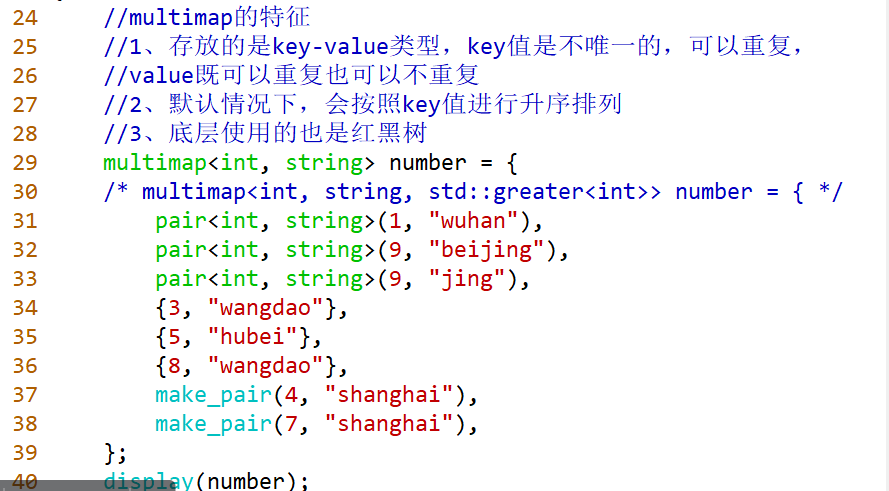 24 //multimap的特征
25 //1、存放的是key-value类型，key值是不唯一的，可以重复，
26 //value既可以重复也可以不重复
27 //2、默认情况下，会按照key值进行升序排列
28 //3、底层使用的也是红黑树
29 multimap<int, string> number = {
30 /* multimap<int, string, std::greater<int>> number = { */
31 pair<int, string>(1, "wuhan"),
32 pair<int, string>(9, "beijing"),
33 pair<int, string>(9, "jing"),
34 {3, "wangdao"},
35 {5, "hubei"},
36 {8, "wangdao"},
37 make_pair(4, "shanghai"),
38 make_pair(7, "shanghai"),
39 };
40 display(number);